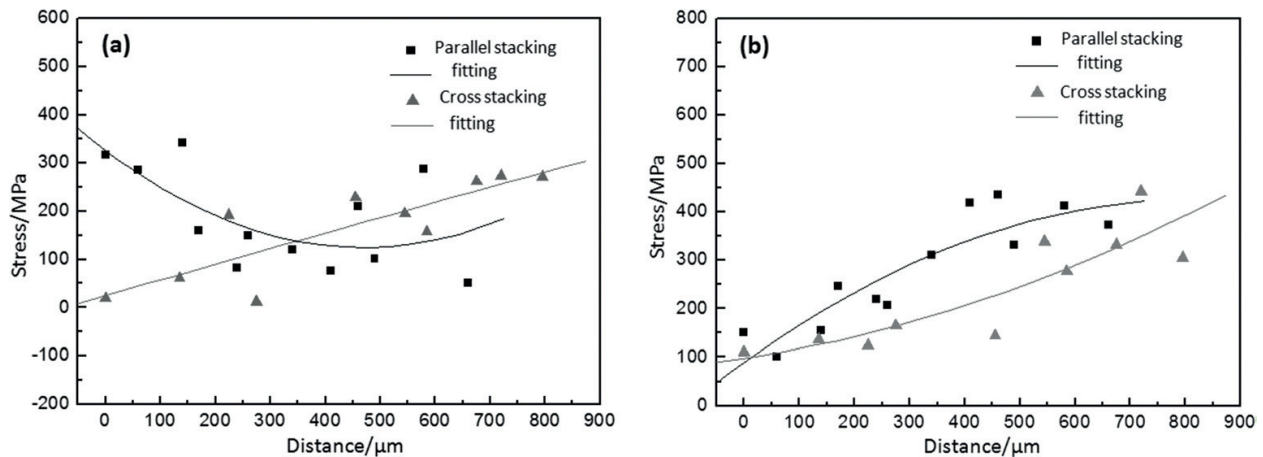 (a)
Parallel stacking
fitting
Cross stacking
fitting
600
500
400
300
200
100
0
-100
-200
Stress/MPa
0 100 200 300 400 500 600 700 800 900
Distance/μm
(b)
Parallel stacking
fitting
Cross stacking
fitting
800
700
600
500
400
300
200
100
0
Stress/MPa
0 100 200 300 400 500 600 700 800 900
Distance/μm